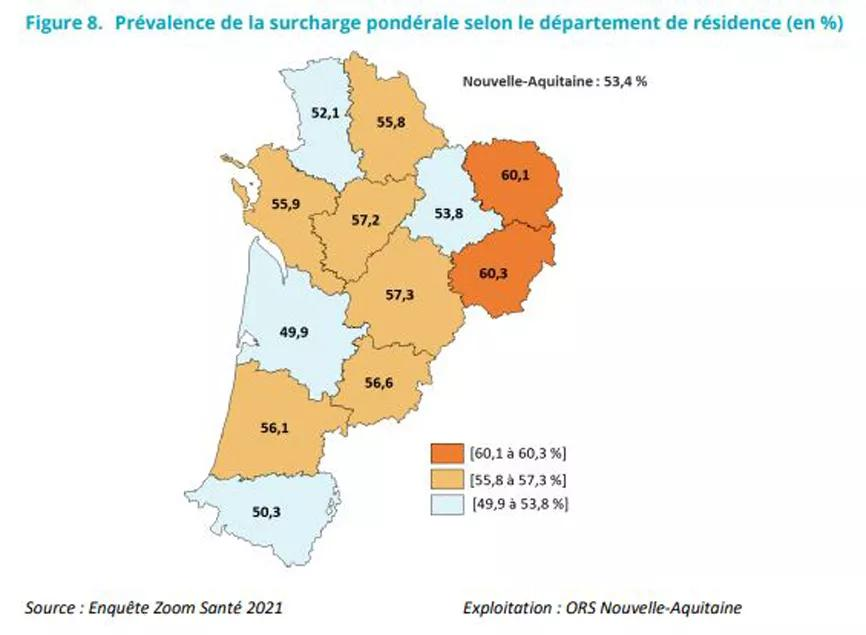 Figure 8. Prévalence de la surcharge pondérale selon le département de résidence (en %)
Nouvelle-Aquitaine : 53,4 %
52,1
55,8
60,1
55,9
57,2
53,8
60,3
57,3
49,9
56,6
56,1
50,3
[60,1 à 60,3 %]
[55,8 à 57,3 %]
[49,9 à 53,8 %]
Source : Enquête Zoom Santé 2021
Exploitation : ORS Nouvelle-Aquitaine